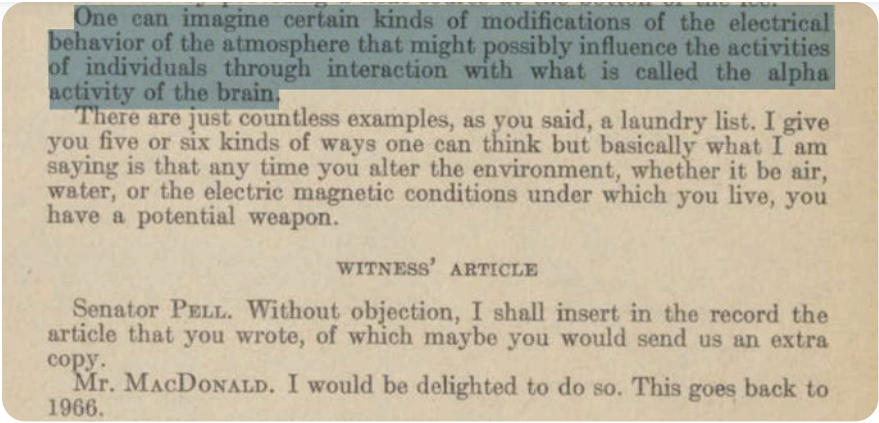 One can imagine certain kinds of modifications of the electrical
behavior of the atmosphere that might possibly influence the activities
of individuals through interaction with what is called the alpha
activity of the brain.
There are just countless examples, as you said, a laundry list. I give
you five or six kinds of ways one can think but basically what I am
saying is that any time you alter the environment, whether it be air,
water, or the electric magnetic conditions under which you live, you
have a potential weapon.
WITNESS' ARTICLE
Senator PELL. Without objection, I shall insert in the record the
article that you wrote, of which maybe you would send us an extra
copy.
Mr. MACDONALD. I would be delighted to do so. This goes back to
1966.